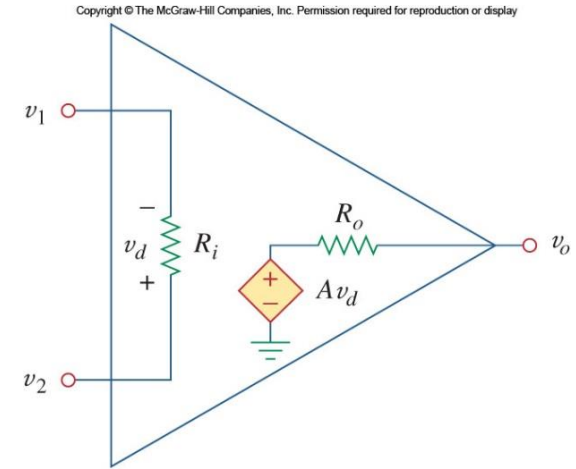 Copyright © The McGraw-Hill Companies, Inc. Permission required for reproduction or display
v1
−
vd
+
Ri
Ro
+
−
Avd
vo
v2